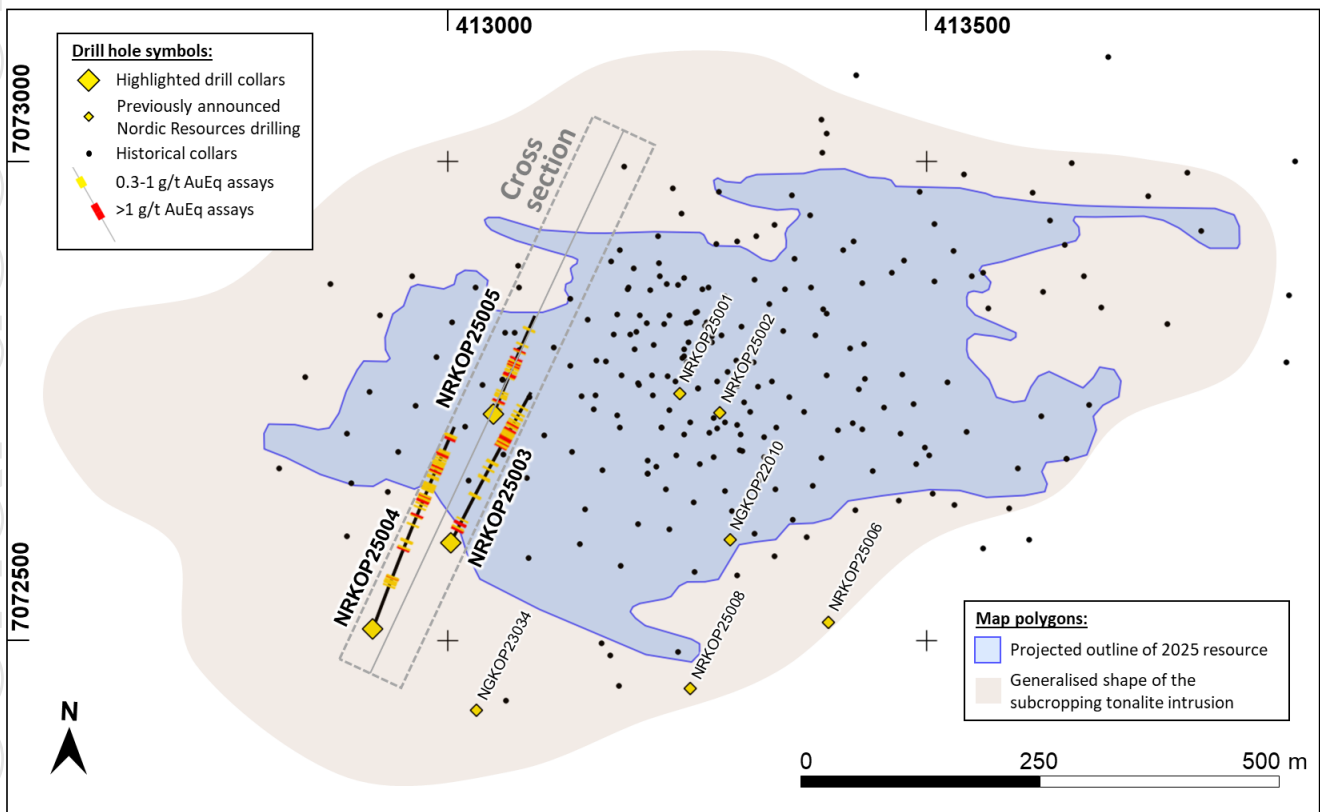 413000
413500
7073000
7072500
Drill hole symbols:
Highlighted drill collars
Previously announced
Nordic Resources drilling
Historical collars
0.3-1 g/t AuEq assays
>1 g/t AuEq assays
Cross
section
NRKOP25005
NRKOP25001
NRKOP25002
NRKOP25003
NRKOP25004
NGKOP22010
NRKOP25006
NRKOP25008
NGKOP23034
Map polygons:
Projected outline of 2025 resource
Generalised shape of the
subcropping tonalite intrusion
N
0 250 500 m